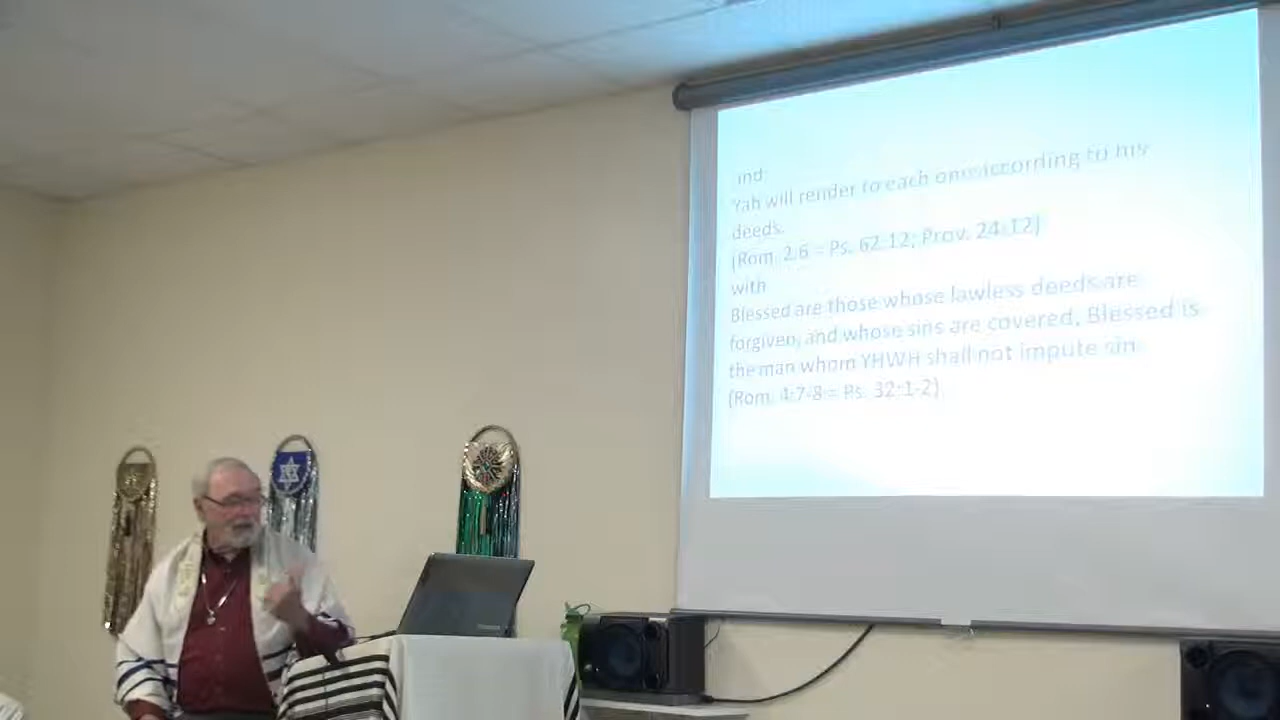 ind:
Yah will render to each one according to his
deeds.
(Rom. 2:6 = Ps. 62:12; Prov. 24:12)
with
Blessed are those whose lawless deeds are
forgiven, and whose sins are covered, Blessed is
the man whom YHWH shall not impute sin
(Rom. 4:7-8 = Ps. 32:1-2)